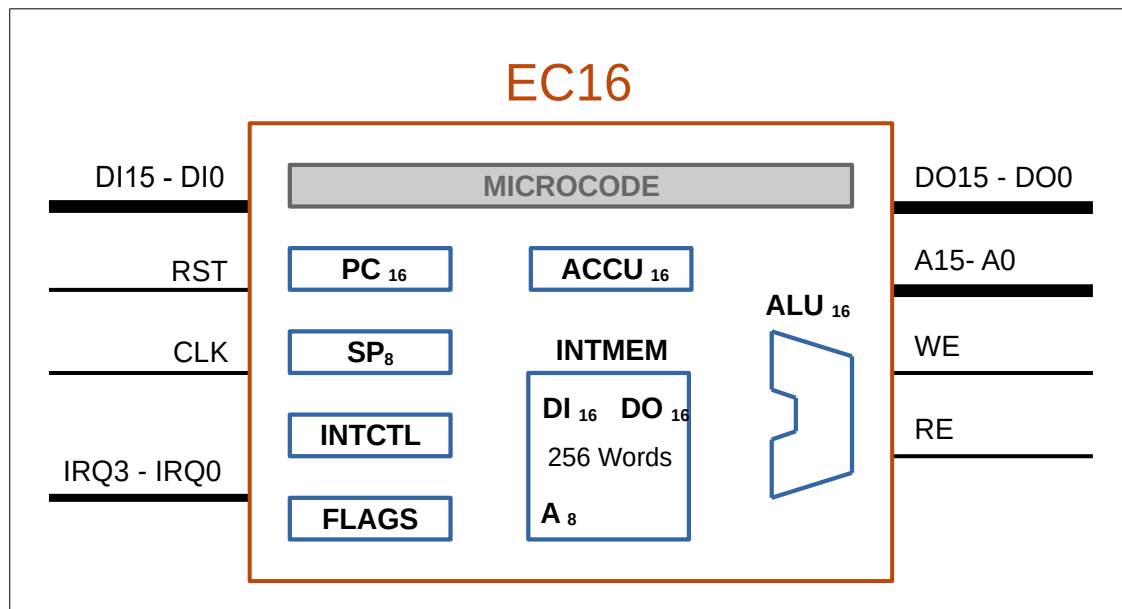 EC16
DI15 - DI0
MICROCODE
DO15 - DO0
RST
PC 16
ACCU 16
A15- A0
ALU 16
CLK
SP8
INTMEM
WE
DI 16 DO 16
INTCTL
RE
256 Words
IRQ3 - IRQ0
FLAGS
A 8